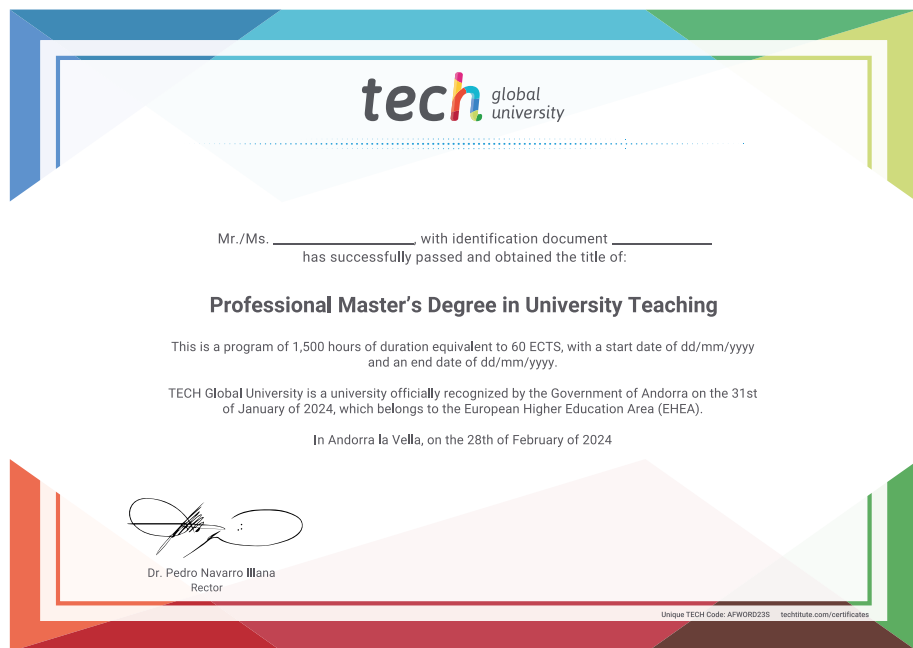 tech global
university
Mr./Ms. ____________, with identification document ____________
has successfully passed and obtained the title of:
Professional Master’s Degree in University Teaching
This is a program of 1,500 hours of duration equivalent to 60 ECTS, with a start date of dd/mm/yyyy
and an end date of dd/mm/yyyy.
TECH Global University is a university officially recognized by the Government of Andorra on the 31st
of January of 2024, which belongs to the European Higher Education Area (EHEA).
In Andorra la Vella, on the 28th of February of 2024
Dr. Pedro Navarro Illana
Rector
Unique TECH Code: AFWORD23S techtitute.com/certificates